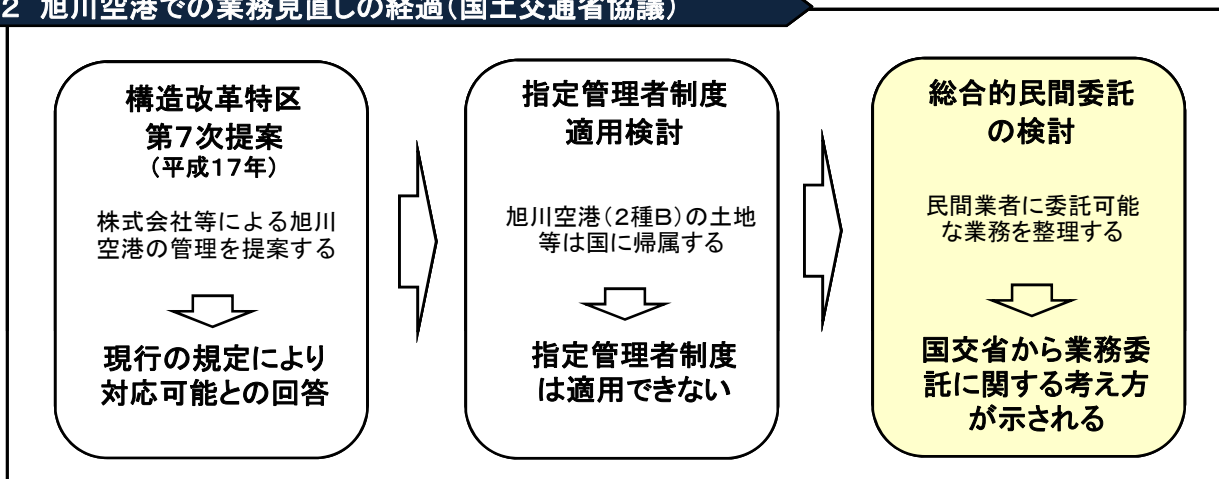 2 旭川空港での業務見直しの経過(国土交通省協議)
構造改革特区
第7次提案
(平成17年)
株式会社等による旭川
空港の管理を提案する
現行の規定により
対応可能との回答
指定管理者制度
適用検討
旭川空港(2種B)の土地
等は国に帰属する
指定管理者制度
は適用できない
総合的民間委託
の検討
民間業者に委託可能
な業務を整理する
国交省から業務委
託に関する考え方
が示される